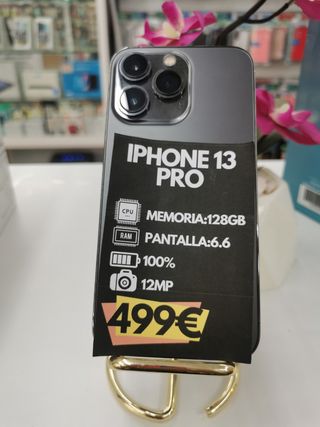 IPHONE 13
PRO
CPU
MEMORIA:128GB
RAM
PANTALLA:6.6
100%
12MP
499€